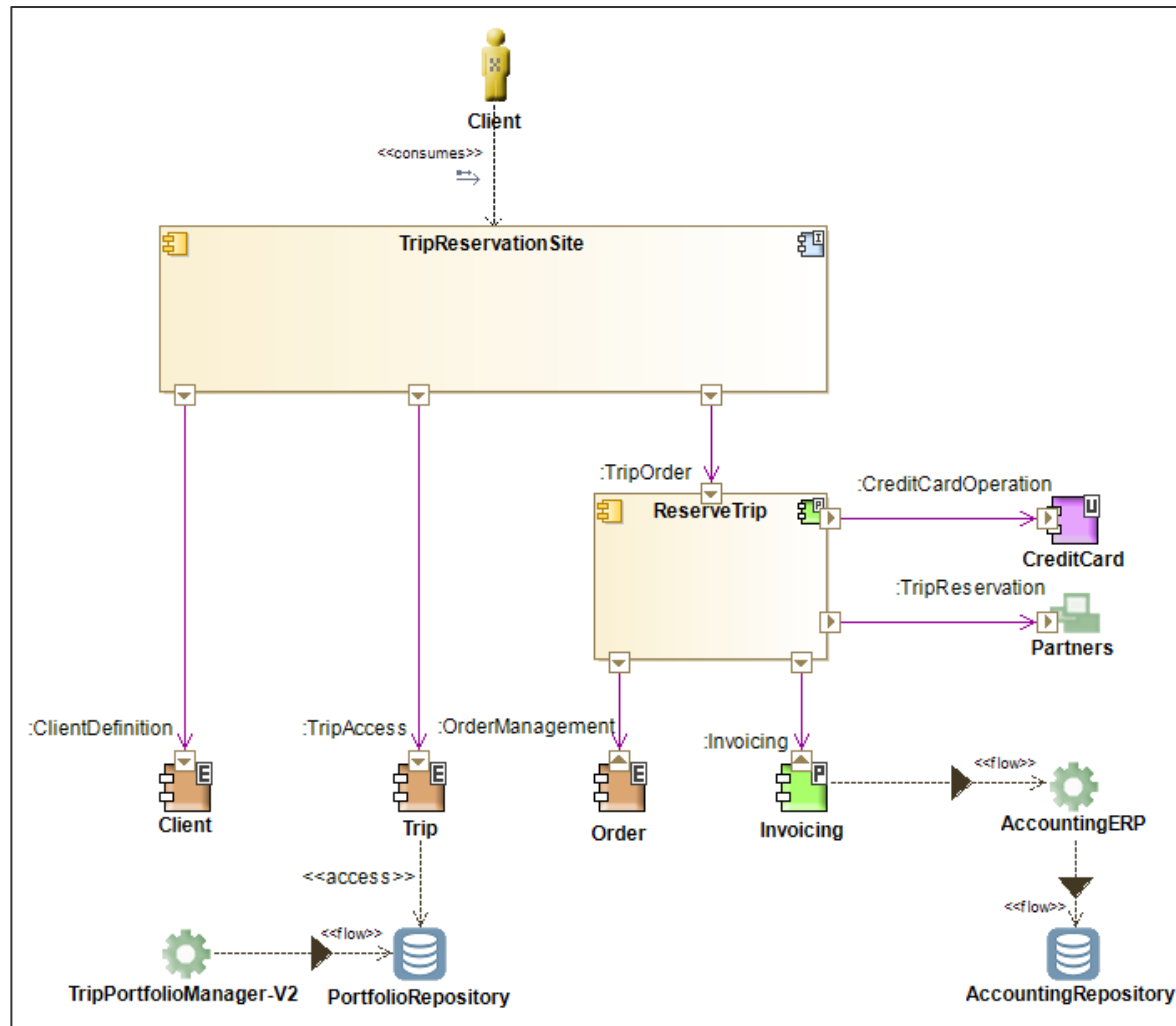 Client
<<consumes>>
TripReservationSite
I
:TripOrder
:CreditCardOperation
ReserveTrip
P
U
CreditCard
:TripReservation
Partners
:ClientDefinition
:TripAccess
:OrderManagement
:Invoicing
E
E
E
P
<<flow>>
Client
Trip
Order
Invoicing
AccountingERP
<<access>>
<<flow>>
<<flow>>
TripPortfolioManager-V2
PortfolioRepository
AccountingRepository